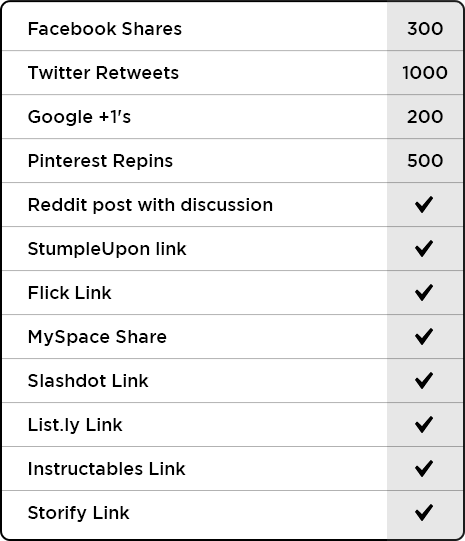 Facebook Shares 300
Twitter Retweets 1000
Google +1's 200
Pinterest Repins 500
Reddit post with discussion ✓
StumpleUpon link ✓
Flick Link ✓
MySpace Share ✓
Slashdot Link ✓
List.ly Link ✓
Instructables Link ✓
Storify Link ✓